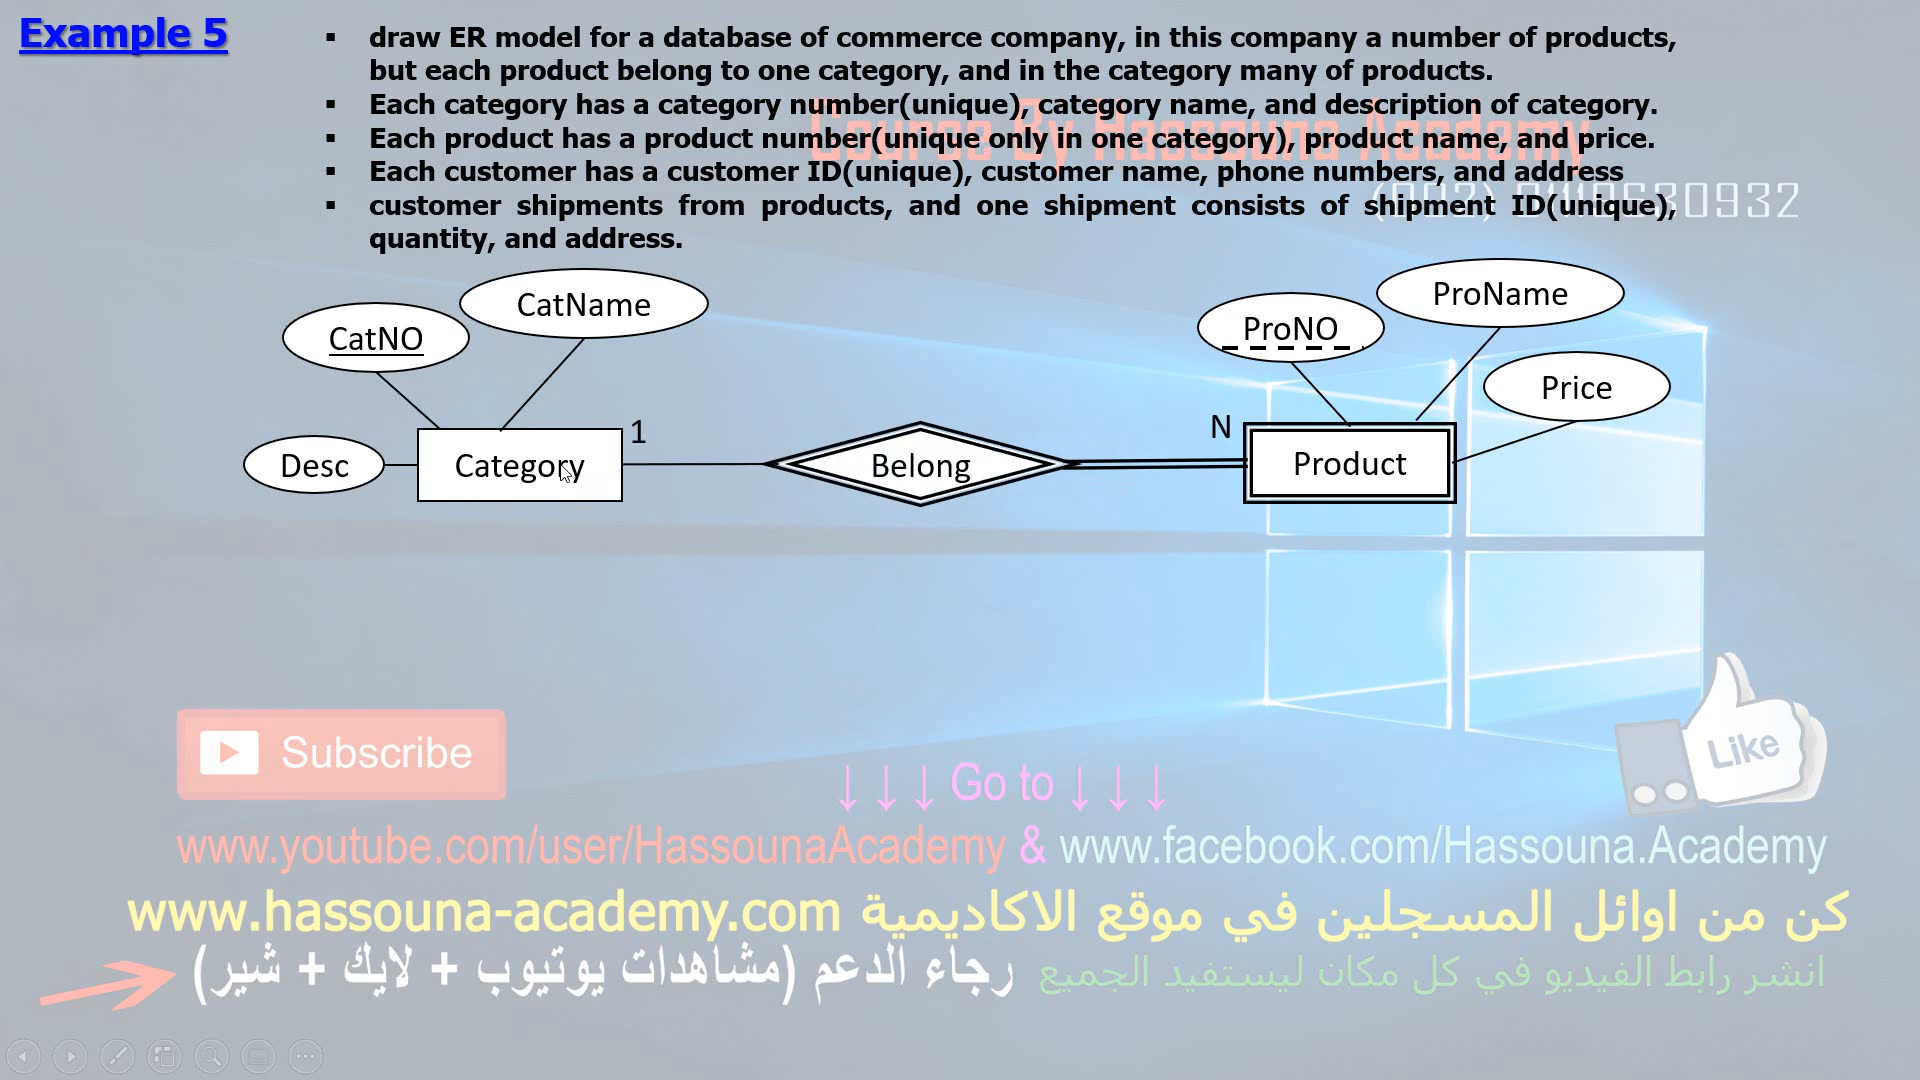 Example 5
▪ draw ER model for a database of commerce company, in this company a number of products,
but each product belong to one category, and in the category many of products.
▪ Each category has a category number(unique), category name, and description of category.
▪ Each product has a product number(unique only in one category), product name, and price.
▪ Each customer has a customer ID(unique), customer name, phone numbers, and address
▪ customer shipments from products, and one shipment consists of shipment ID(unique),
quantity, and address.
Course By Hassouna Academy
CatName
CatNO
ProName
ProNO
Price
1
N
Desc
Category
Belong
Product
Subscribe
Like
↓ ↓ ↓ Go to ↓ ↓ ↓
www.youtube.com/user/HassounaAcademy & www.facebook.com/Hassouna.Academy
كن من اوائل المسجلين في موقع الاكاديمية www.hassouna-academy.com
انشر رابط الفيديو في كل مكان ليستفيد الجميع
رجاء الدعم (مشاهدات يوتيوب + لايك + شير)